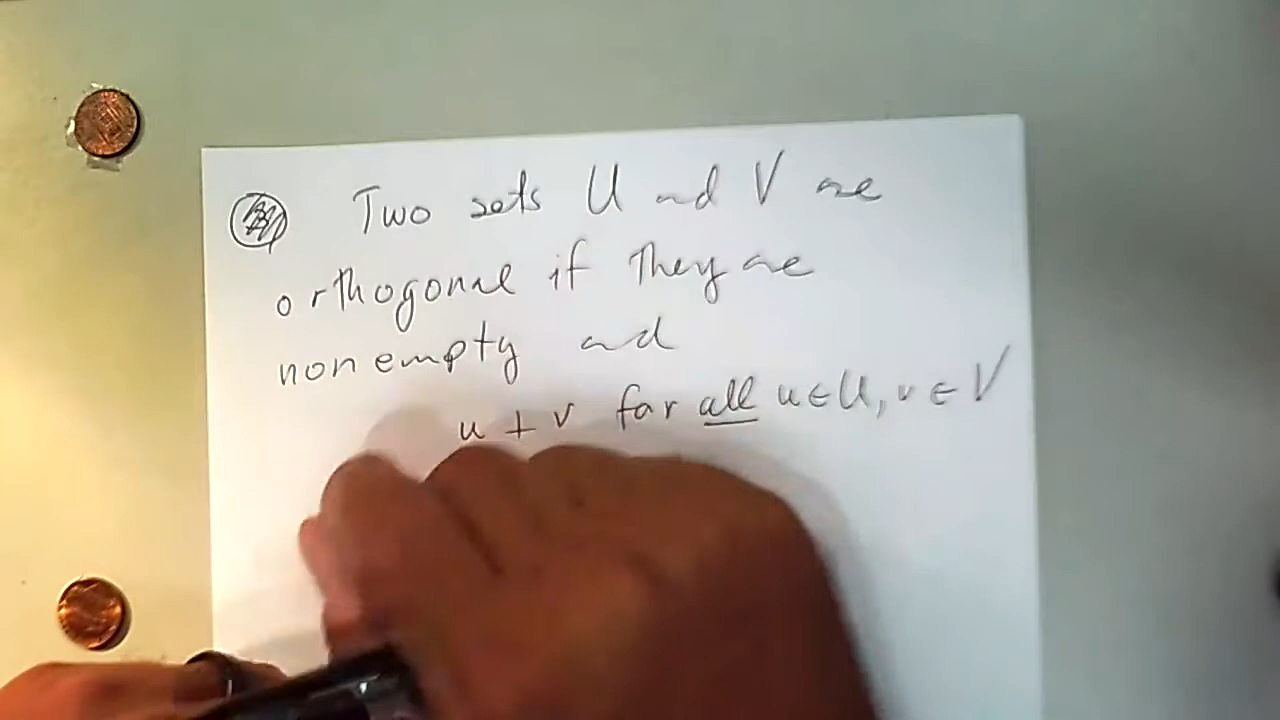 Two sets U and V are
orthogonal if they are
nonempty and
u ⊥ v for all u ∈ U, v ∈ V